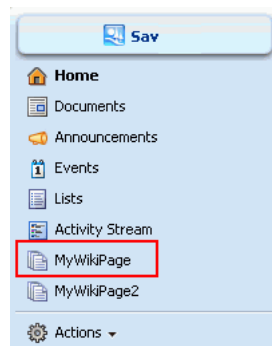 Sav
Home
Documents
Announcements
Events
Lists
Activity Stream
MyWikiPage
MyWikiPage2
Actions